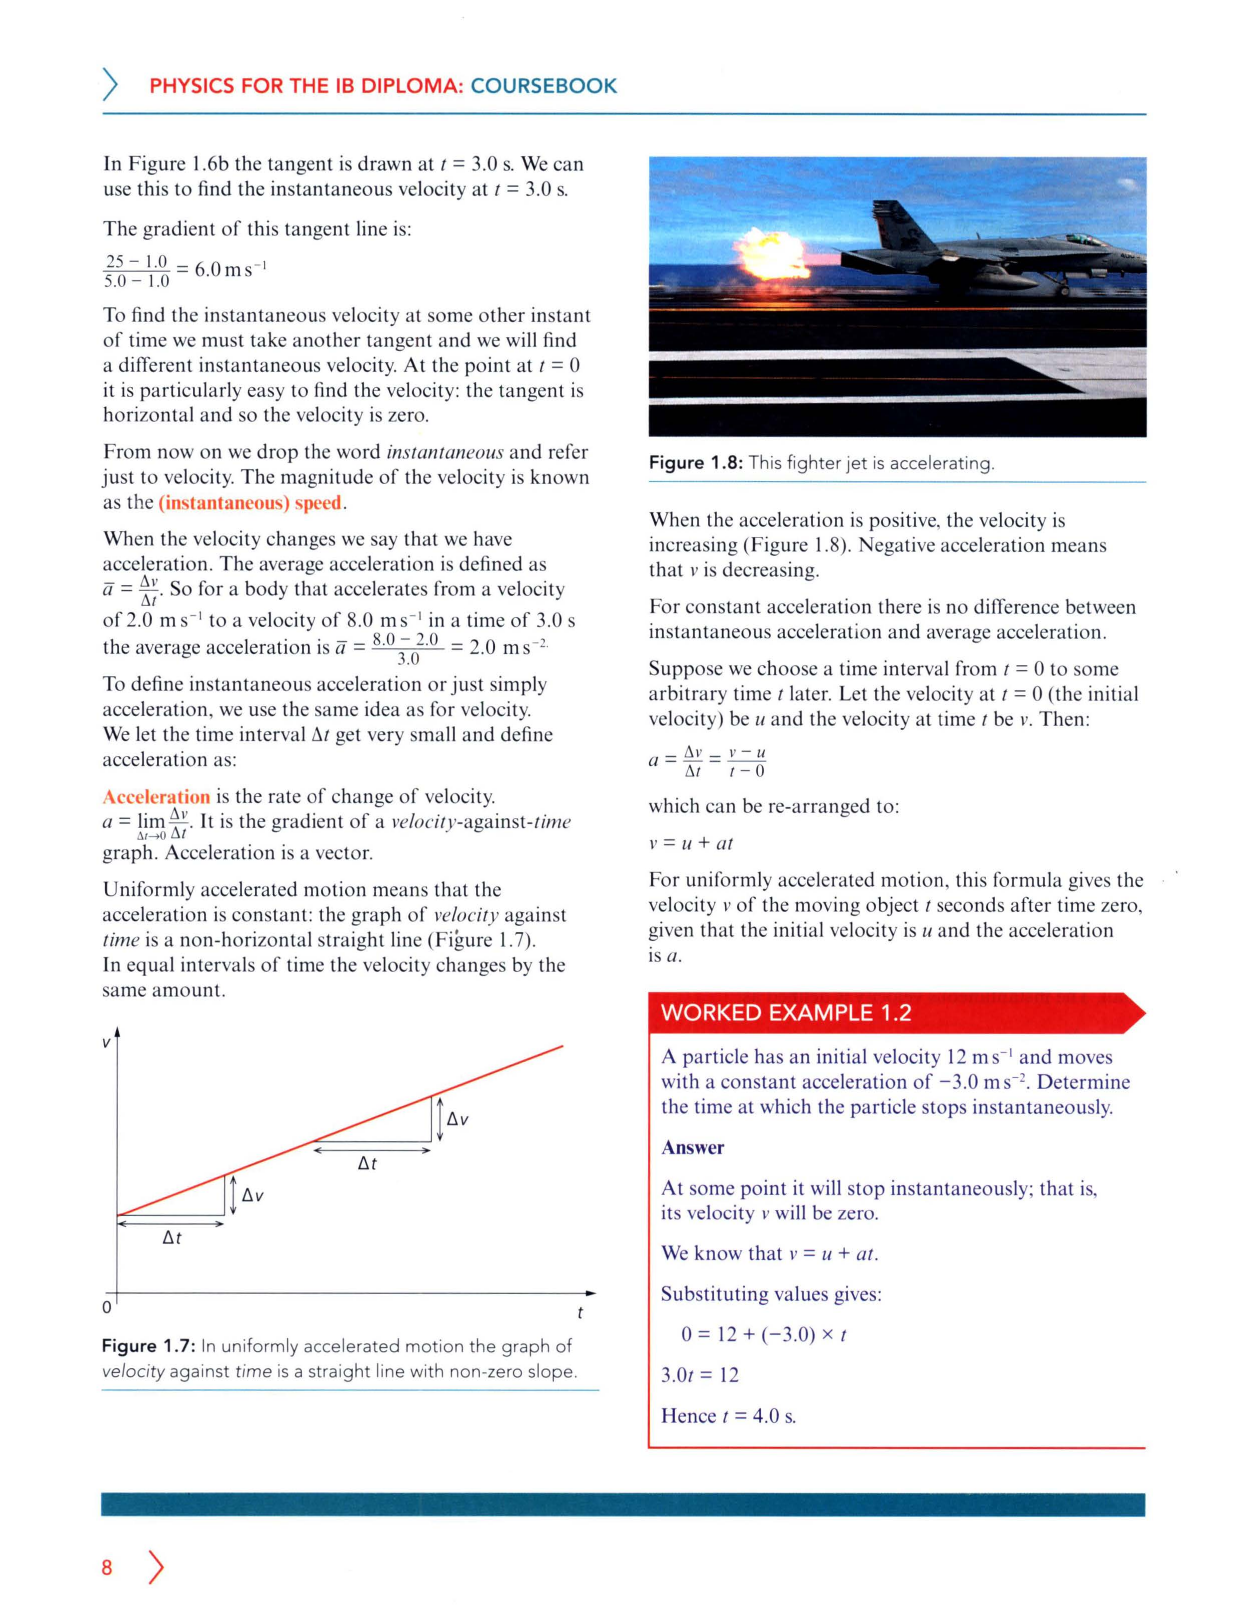 PHYSICS FOR THE IB DIPLOMA: COURSEBOOK
In Figure 1.6b the tangent is drawn at t = 3.0 s. We can
use this to find the instantaneous velocity at t = 3.0 s.
The gradient of this tangent line is:
(25 − 1.0)/(5.0 − 1.0) = 6.0 m s⁻¹
To find the instantaneous velocity at some other instant
of time we must take another tangent and we will find
a different instantaneous velocity. At the point at t = 0
it is particularly easy to find the velocity: the tangent is
horizontal and so the velocity is zero.
From now on we drop the word instantaneous and refer
just to velocity. The magnitude of the velocity is known
as the (instantaneous) speed.
When the velocity changes we say that we have
acceleration. The average acceleration is defined as
a̅ = Δv/Δt. So for a body that accelerates from a velocity
of 2.0 m s⁻¹ to a velocity of 8.0 m s⁻¹ in a time of 3.0 s
the average acceleration is a̅ = (8.0 − 2.0)/3.0 = 2.0 m s⁻².
To define instantaneous acceleration or just simply
acceleration, we use the same idea as for velocity.
We let the time interval Δt get very small and define
acceleration as:
Acceleration is the rate of change of velocity.
a = lim Δt→0 Δv/Δt. It is the gradient of a velocity-against-time
graph. Acceleration is a vector.
Uniformly accelerated motion means that the
acceleration is constant: the graph of velocity against
time is a non-horizontal straight line (Figure 1.7).
In equal intervals of time the velocity changes by the
same amount.
v
Δv
Δt
Δv
Δt
0
t
Figure 1.7: In uniformly accelerated motion the graph of
velocity against time is a straight line with non-zero slope.
Figure 1.8: This fighter jet is accelerating.
When the acceleration is positive, the velocity is
increasing (Figure 1.8). Negative acceleration means
that v is decreasing.
For constant acceleration there is no difference between
instantaneous acceleration and average acceleration.
Suppose we choose a time interval from t = 0 to some
arbitrary time t later. Let the velocity at t = 0 (the initial
velocity) be u and the velocity at time t be v. Then:
a = Δv/Δt = (v − u)/(t − 0)
which can be re-arranged to:
v = u + at
For uniformly accelerated motion, this formula gives the
velocity v of the moving object t seconds after time zero,
given that the initial velocity is u and the acceleration
is a.
WORKED EXAMPLE 1.2
A particle has an initial velocity 12 m s⁻¹ and moves
with a constant acceleration of −3.0 m s⁻². Determine
the time at which the particle stops instantaneously.
Answer
At some point it will stop instantaneously; that is,
its velocity v will be zero.
We know that v = u + at.
Substituting values gives:
0 = 12 + (−3.0) × t
3.0t = 12
Hence t = 4.0 s.
8